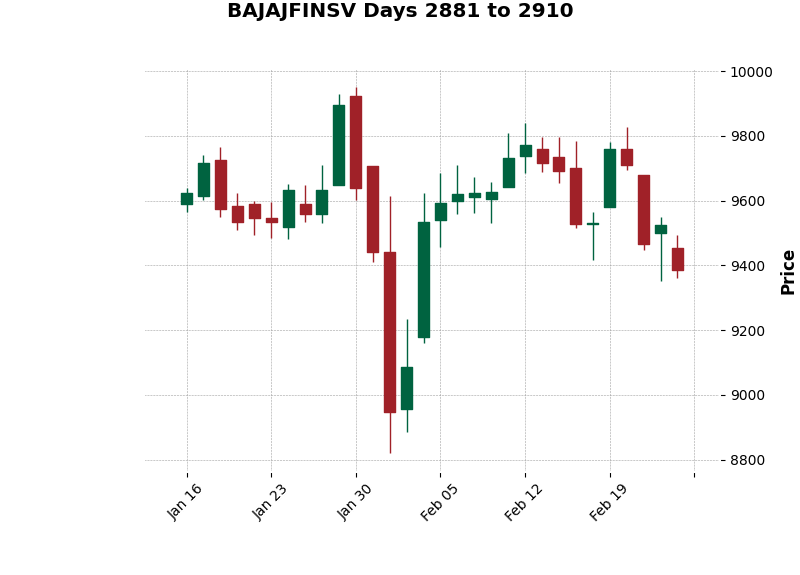 BAJAJFINSV Days 2881 to 2910
10000
9800
9600
9400
9200
9000
8800
Price
Jan 16
Jan 23
Jan 30
Feb 05
Feb 12
Feb 19